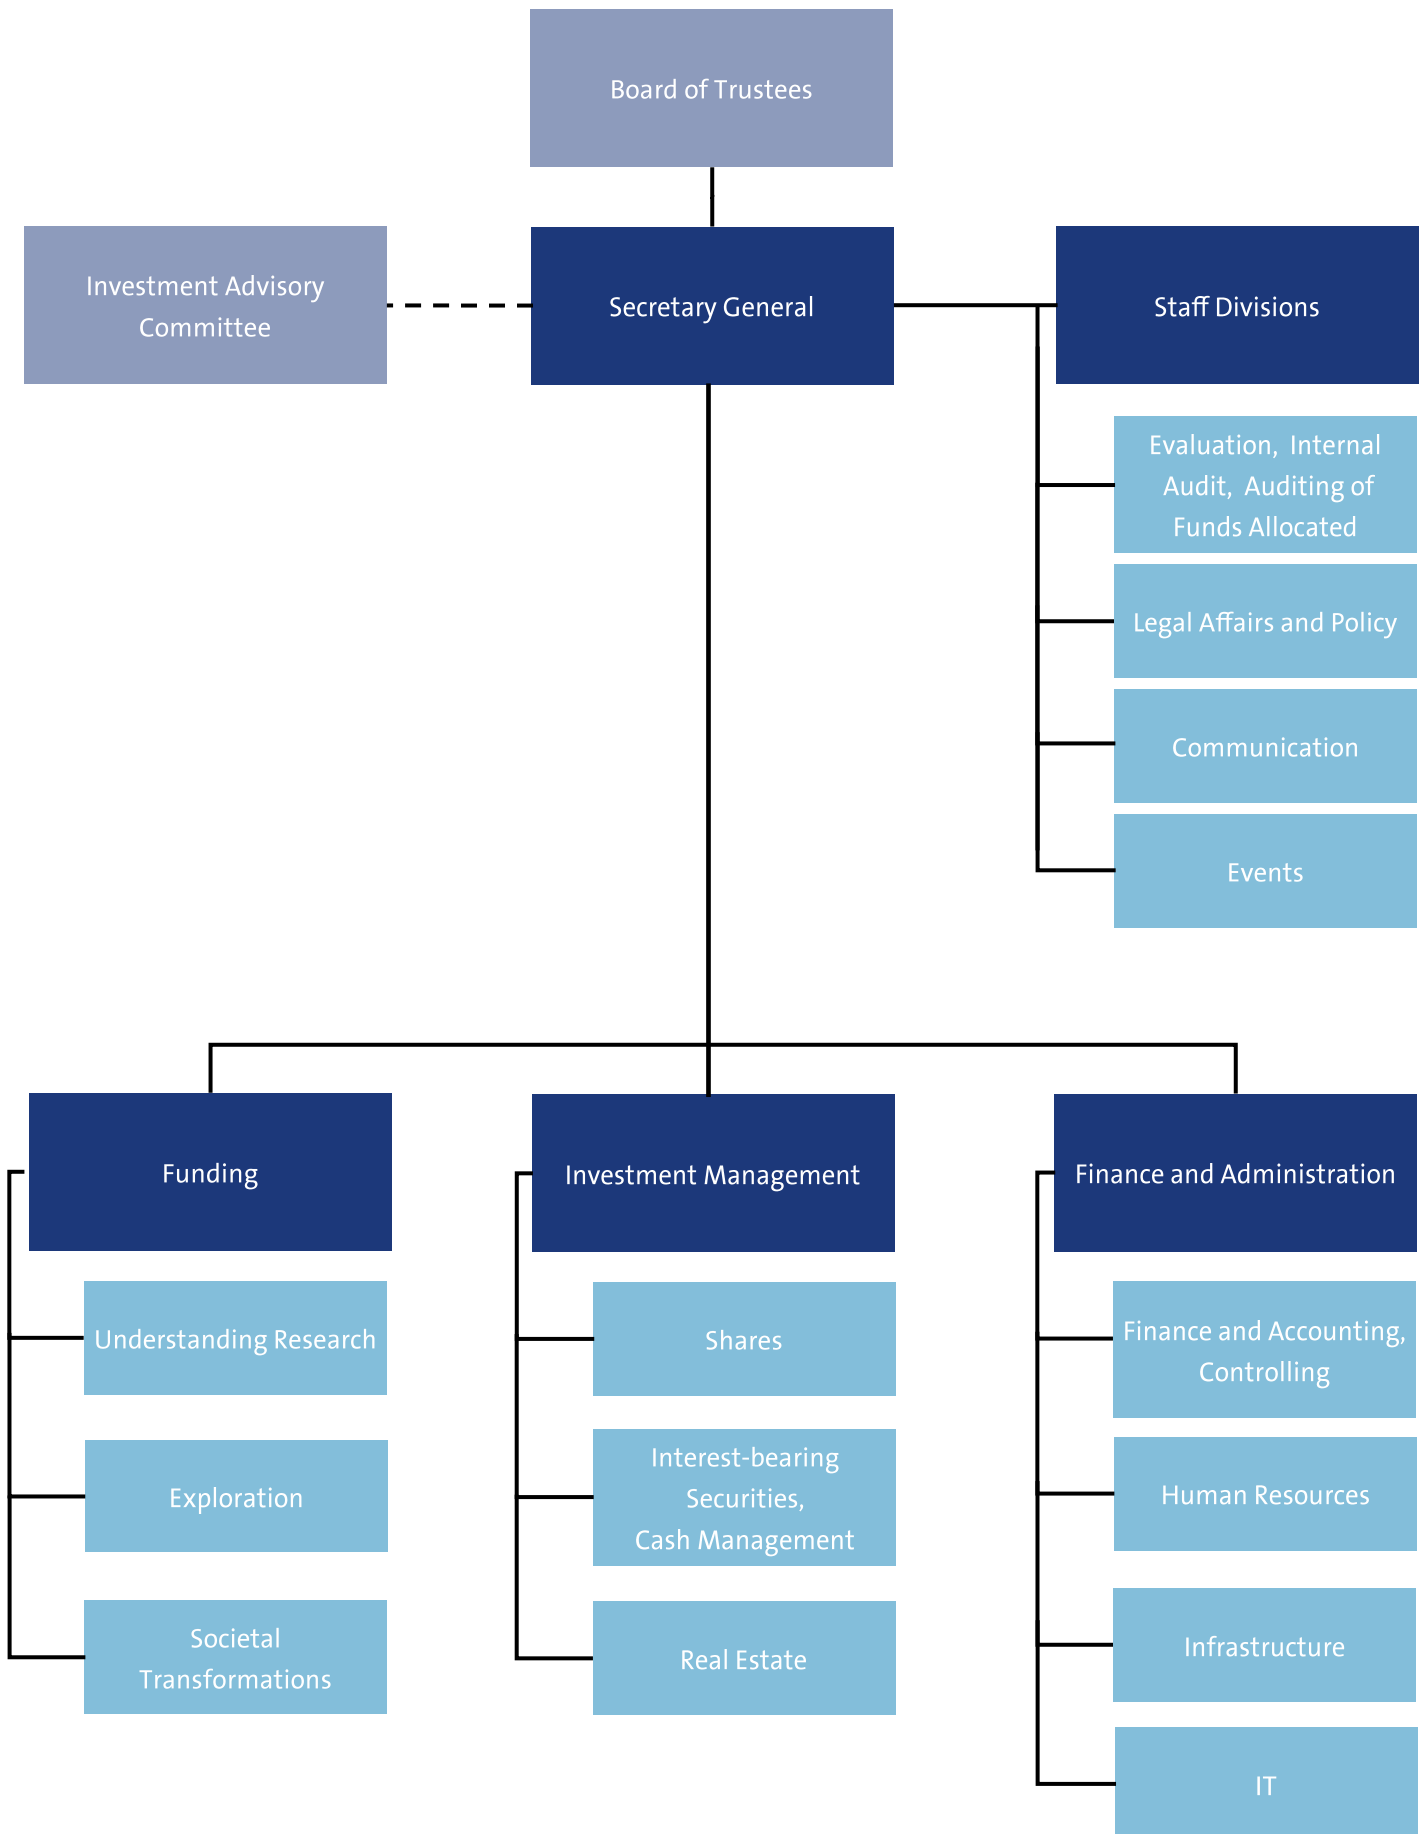 Board of Trustees
Investment Advisory
Committee
Secretary General
Staff Divisions
Evaluation, Internal
Audit, Auditing of
Funds Allocated
Legal Affairs and Policy
Communication
Events
Funding
Understanding Research
Exploration
Societal
Transformations
Investment Management
Shares
Interest-bearing
Securities,
Cash Management
Real Estate
Finance and Administration
Finance and Accounting,
Controlling
Human Resources
Infrastructure
IT